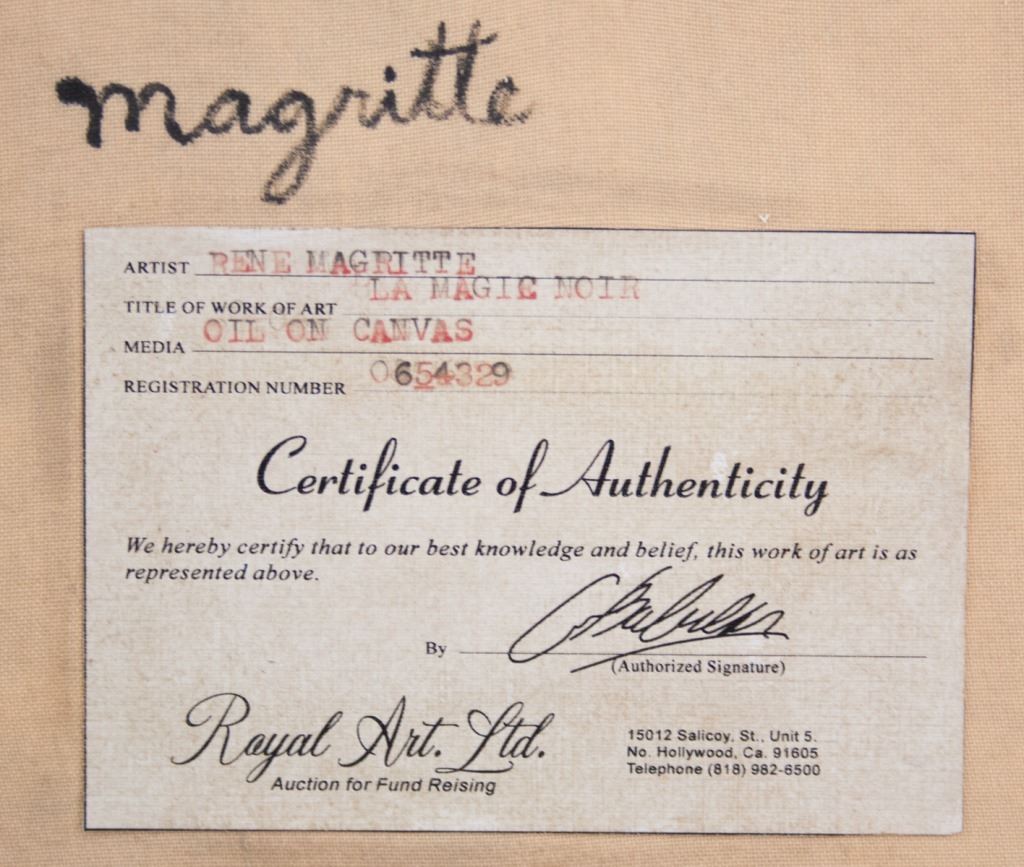 magritte
ARTIST RENE MAGRITTE
TITLE OF WORK OF ART LA MAGIC NOIR
MEDIA OIL ON CANVAS
REGISTRATION NUMBER 0654329
Certificate of Authenticity
We hereby certify that to our best knowledge and belief, this work of art is as
represented above.
By
(Authorized Signature)
Royal Art. Ltd.
Auction for Fund Reising
15012 Salicoy, St., Unit 5.
No. Hollywood, Ca. 91605
Telephone (818) 982-6500